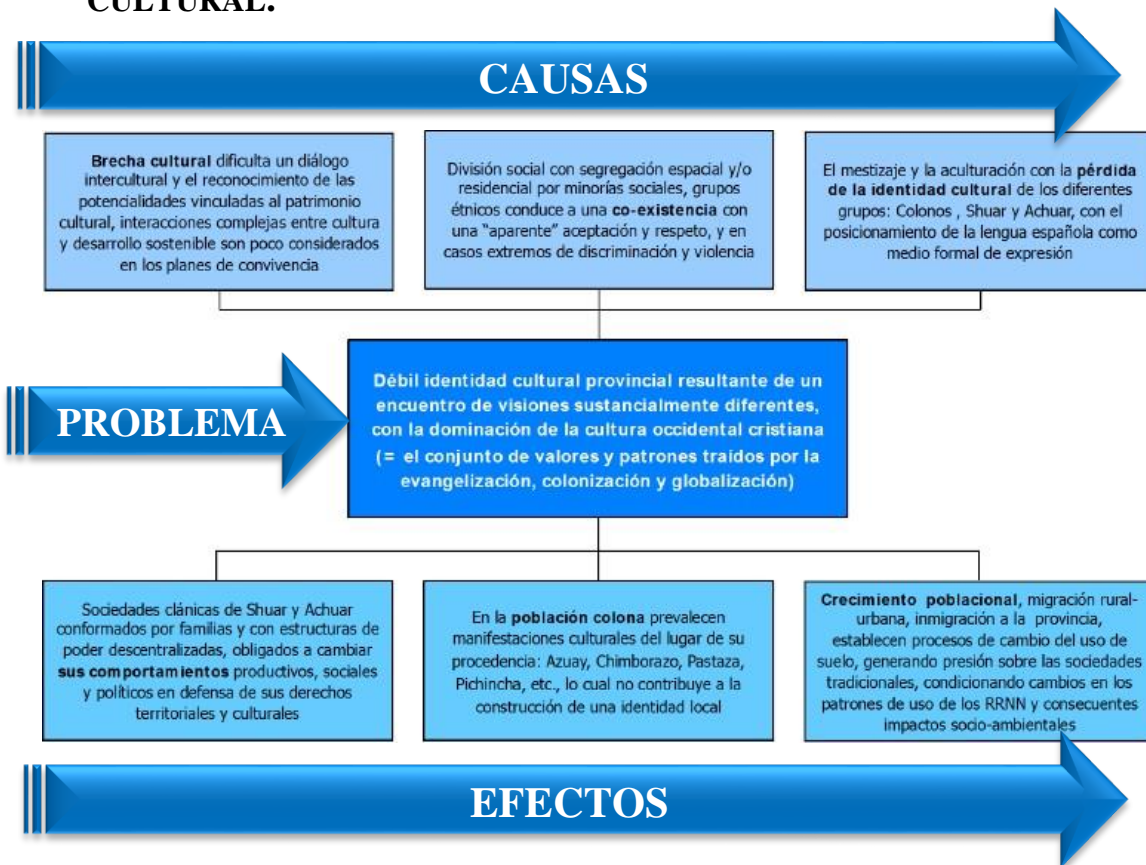 CULTURAL.
CAUSAS
Brecha cultural dificulta un diálogo
intercultural y el reconocimiento de las
potencialidades vinculadas al patrimonio
cultural, interacciones complejas entre cultura
y desarrollo sostenible son poco considerados
en los planes de convivencia
División social con segregación espacial y/o
residencial por minorías sociales, grupos
étnicos conduce a una co-existencia con
una "aparente" aceptación y respeto, y en
casos extremos de discriminación y violencia
El mestizaje y la aculturación con la pérdida
de la identidad cultural de los diferentes
grupos: Colonos , Shuar y Achuar, con el
posicionamiento de la lengua española como
medio formal de expresión
PROBLEMA
Débil identidad cultural provincial resultante de un
encuentro de visiones sustancialmente diferentes,
con la dominación de la cultura occidental cristiana
(= el conjunto de valores y patrones traídos por la
evangelización, colonización y globalización)
Sociedades clánicas de Shuar y Achuar
conformados por familias y con estructuras de
poder descentralizadas, obligados a cambiar
sus comportamientos productivos, sociales
y políticos en defensa de sus derechos
territoriales y culturales
En la población colona prevalecen
manifestaciones culturales del lugar de su
procedencia: Azuay, Chimborazo, Pastaza,
Pichincha, etc., lo cual no contribuye a la
construcción de una identidad local
Crecimiento poblacional, migración rural-
urbana, inmigración a la provincia,
establecen procesos de cambio del uso de
suelo, generando presión sobre las sociedades
tradicionales, condicionando cambios en los
patrones de uso de los RRNN y consecuentes
impactos socio-ambientales
EFECTOS